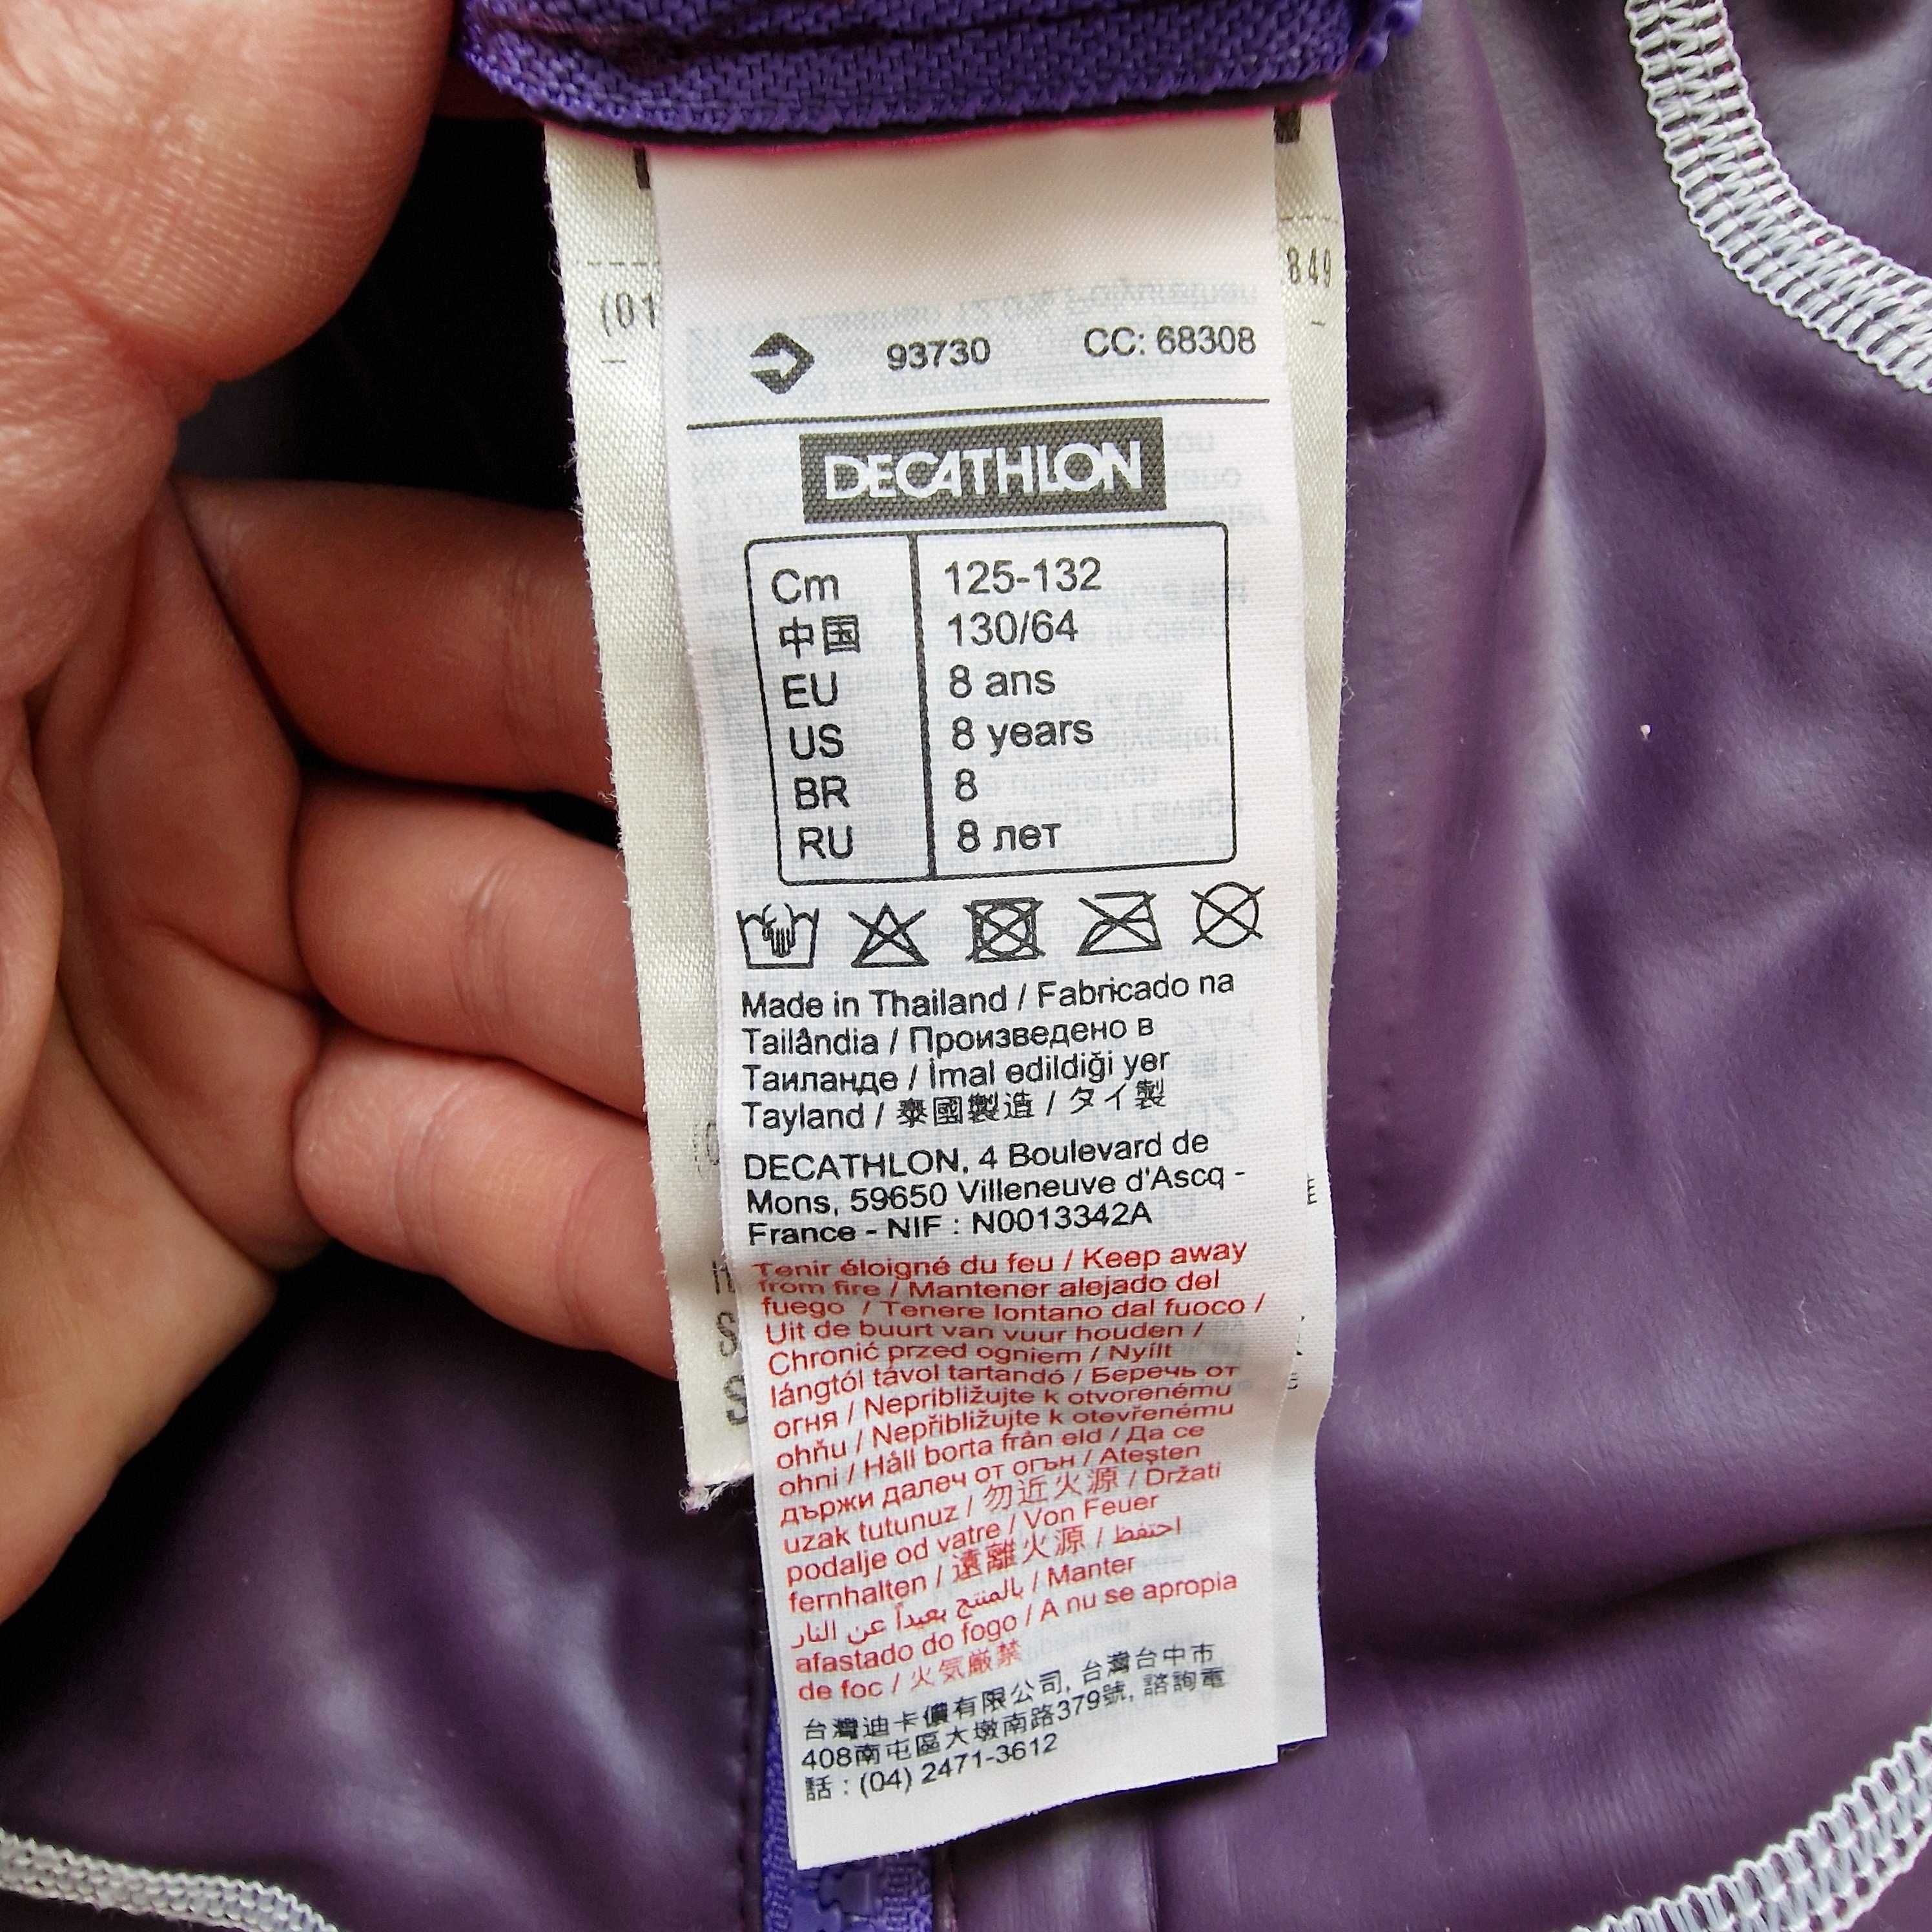 (01
849
93730 CC: 68308
DECATHLON
Cm 125-132
中国 130/64
EU 8 ans
US 8 years
BR 8
RU 8 лет
Made in Thailand / Fabricado na
Tailândia / Произведено в
Таиланде / İmal edildiği yer
Tayland / 泰國製造 / タイ製
DECATHLON, 4 Boulevard de
Mons, 59650 Villeneuve d'Ascq -
France - NIF : N0013342A
Tenir éloigné du feu / Keep away
from fire / Mantener alejado del
fuego / Tenere lontano dal fuoco /
Uit de buurt van vuur houden /
Chronić przed ogniem / Nyílt
lángtól távol tartandó / Беречь от
огня / Nepribližujte k otvorenému
ohňu / Nepřibližujte k otevřenému
ohni / Håll borta från eld / Да се
държи далеч от огън / Ateşten
uzak tutunuz / 勿近火源 / Držati
podalje od vatre / Von Feuer
fernhalten / 遠離火源 / احتفظ
بالمنتج بعيداً عن النار / Manter
afastado do fogo / A nu se apropia
de foc / 火気厳禁
台灣迪卡儂有限公司, 台灣台中市
408南屯區大墩南路379號, 諮詢電
話 : (04) 2471-3612